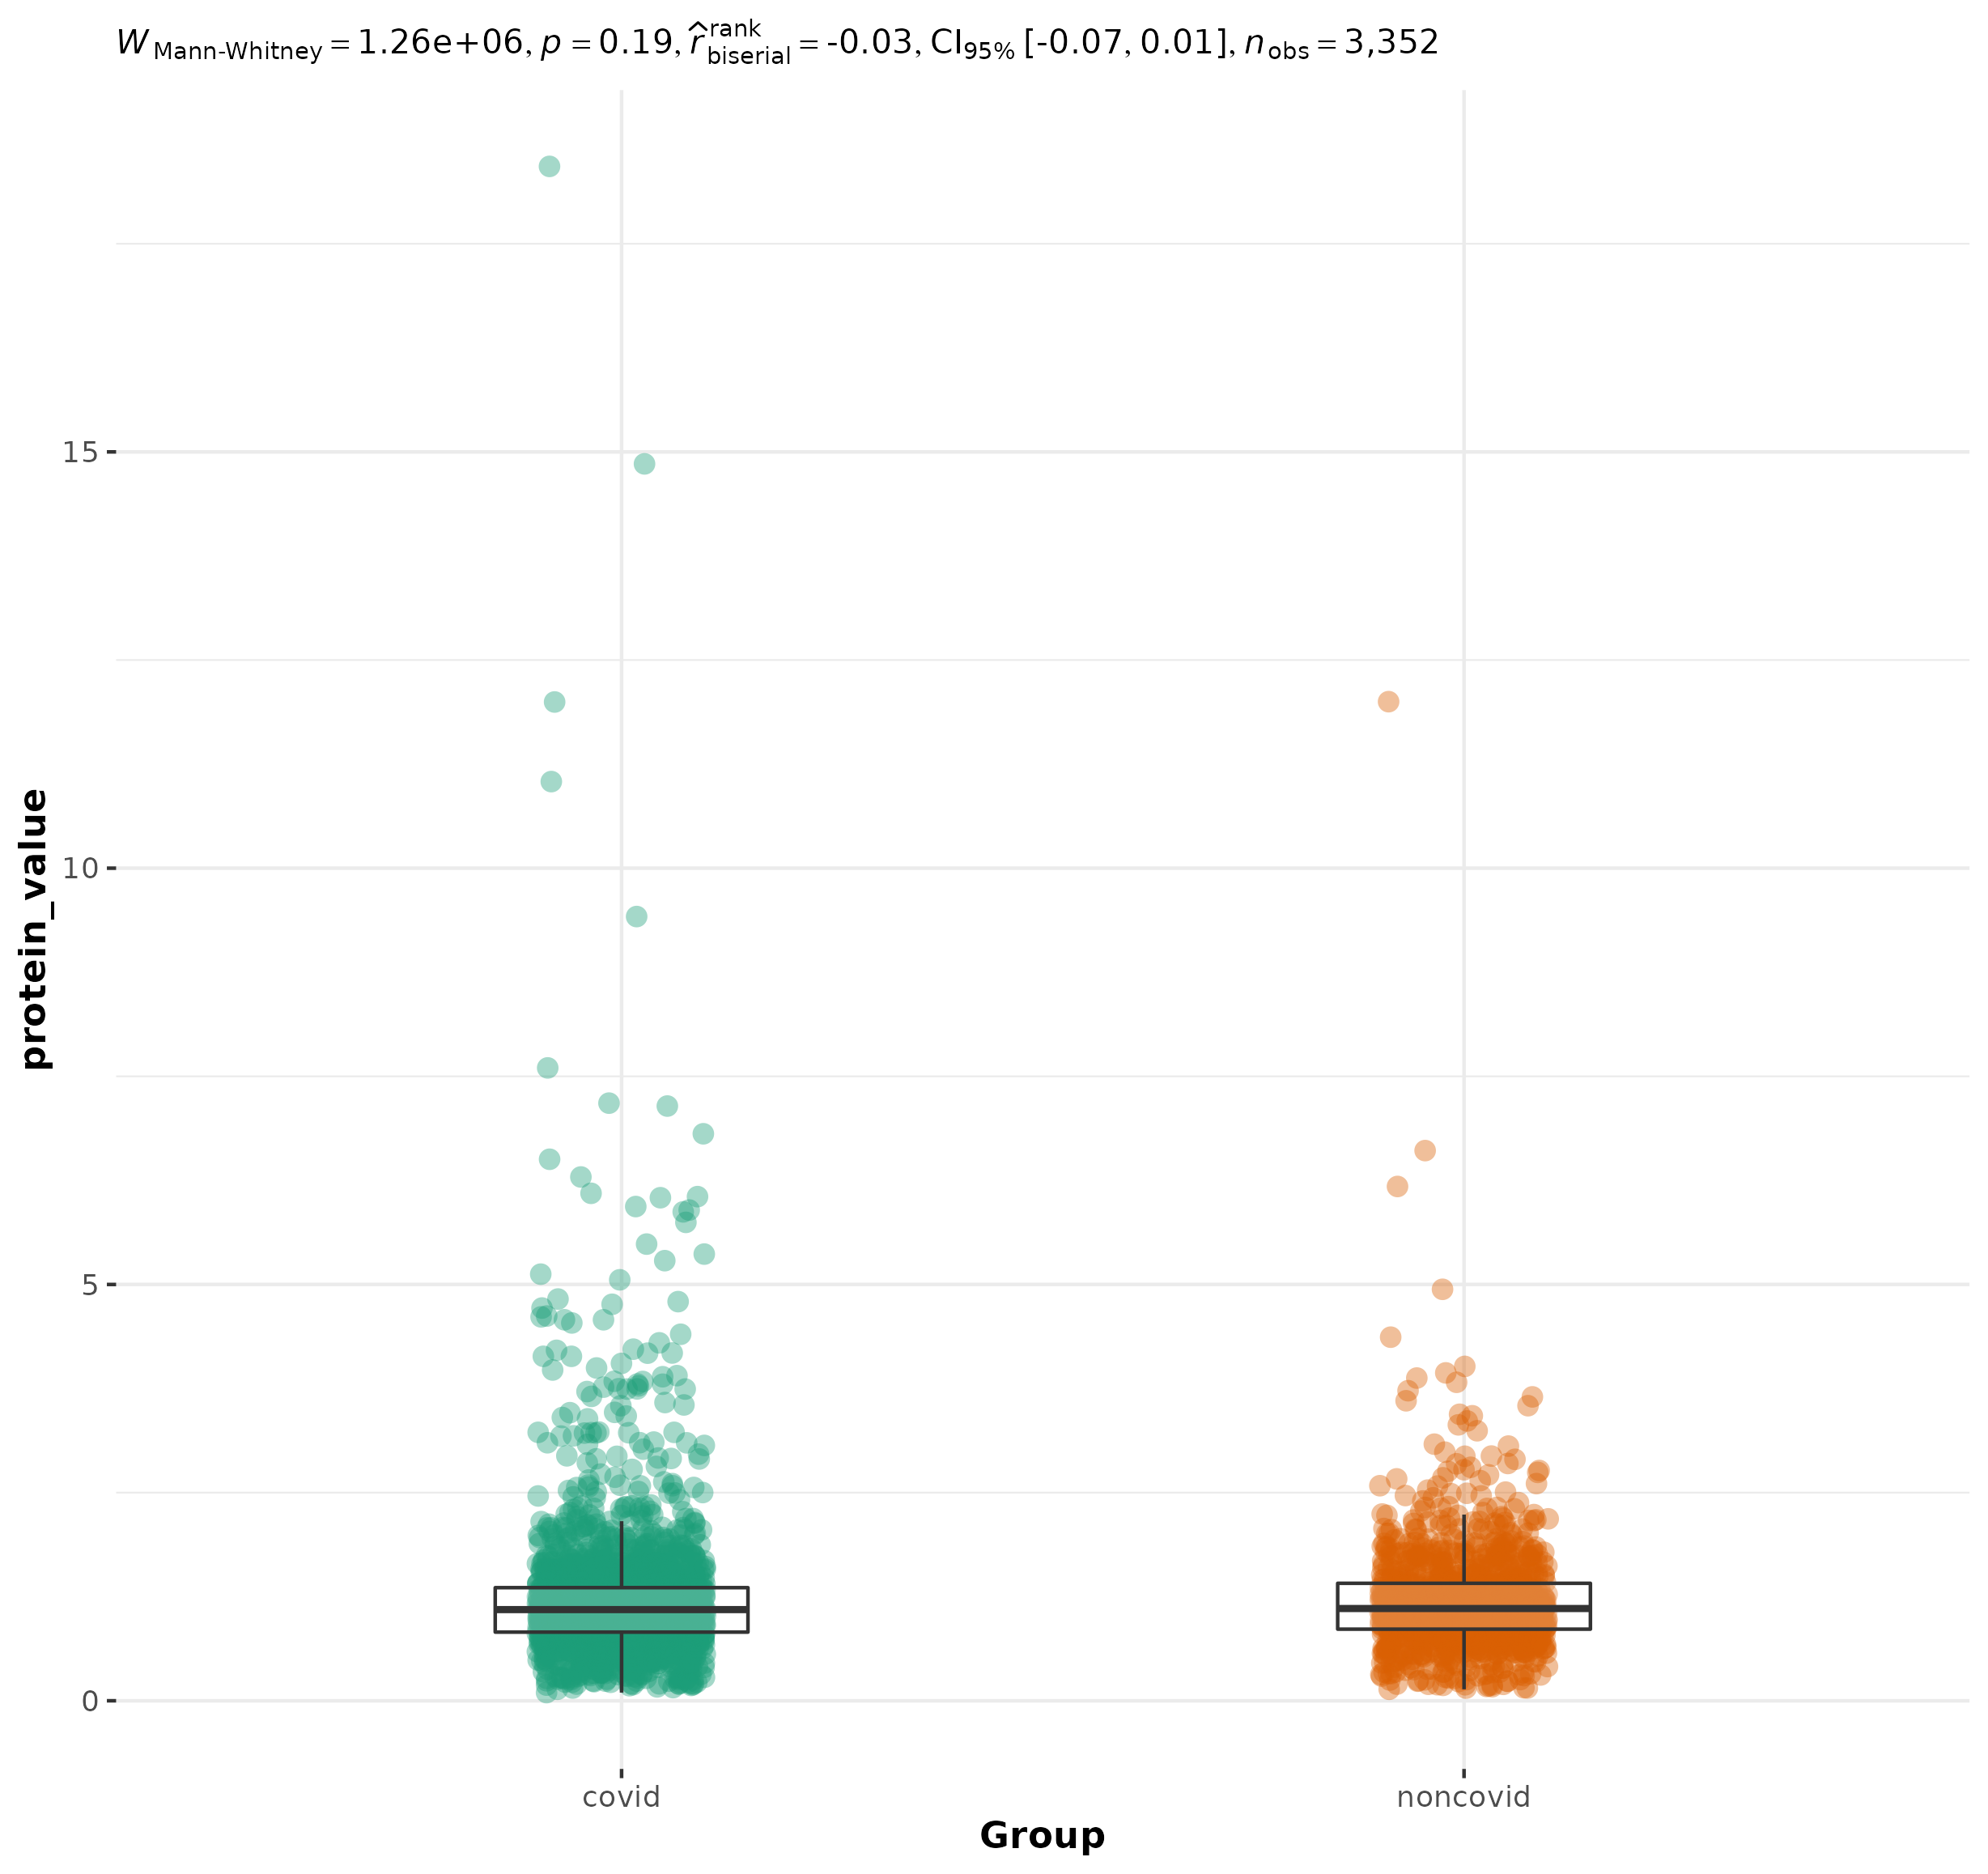 W Mann-Whitney = 1.26e+06, p = 0.19, r̂ rank biserial = -0.03, CI95% [-0.07, 0.01], n obs = 3,352
15
10
5
0
protein_value
covid noncovid
Group